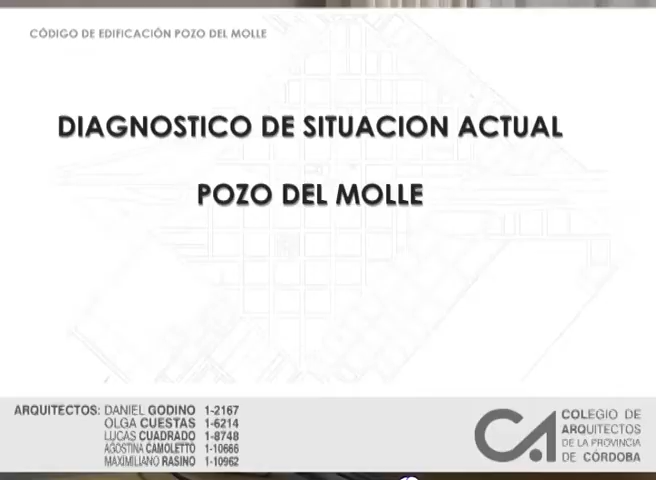 CÓDIGO DE EDIFICACIÓN POZO DEL MOLLE
DIAGNOSTICO DE SITUACION ACTUAL
POZO DEL MOLLE
ARQUITECTOS: DANIEL GODINO 1-2167
OLGA CUESTAS 1-6214
LUCAS CUADRADO 1-8748
AGOSTINA CAMOLETTO 1-10666
MAXIMILIANO RASINO 1-10962
CA
COLEGIO DE
ARQUITECTOS
DE LA PROVINCIA
DE CÓRDOBA